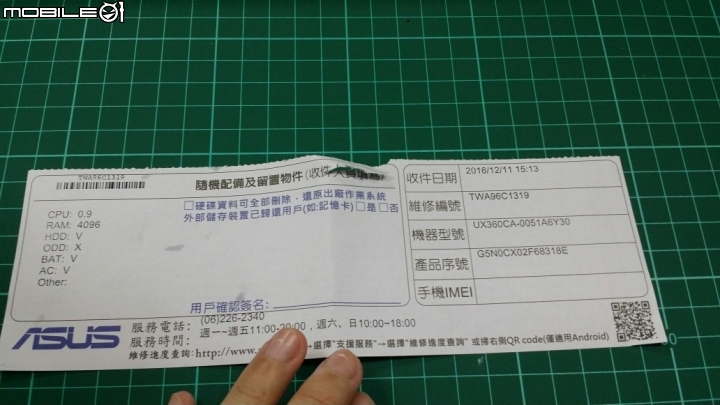 MOBILE01
TWA96C1319
隨機配備及留置物件(收件人
CPU: 0.9
RAM: 4096
HDD: V
ODD: X
BAT: V
AC: V
Other:
□硬碟資料可全部刪除，還原出廠作業系統
外部儲存裝置已歸還用戶(如:記憶卡)□是□否
用戶確認簽名:
收件日期 2016/12/11 15:13
維修編號 TWA96C1319
機器型號 UX360CA-0051A6Y30
產品序號 G5N0CX02F68318E
手機IMEI
ASUS
服務電話: (06)226-2340
服務時間: 週一~週五11:00-20:00，週六、日10:00~18:00
維修進度查詢:http://www. →選擇"支援服務"→選擇"維修進度查詢" 或掃右側QR code(僅適用Android)
0